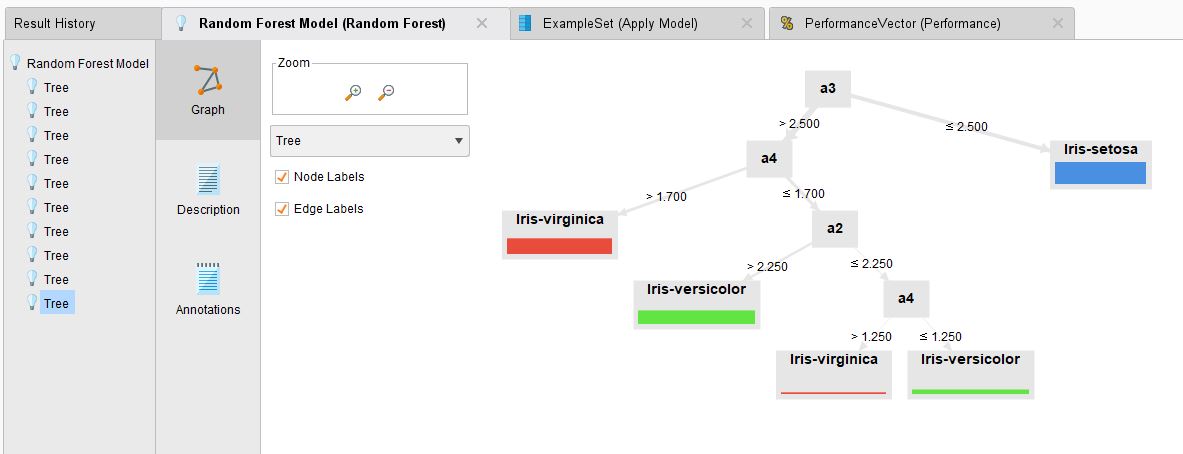 Result History
Random Forest Model (Random Forest)
ExampleSet (Apply Model)
PerformanceVector (Performance)
Random Forest Model
Tree
Tree
Tree
Tree
Tree
Tree
Tree
Tree
Tree
Tree
Graph
Description
Annotations
Zoom
Tree
Node Labels
Edge Labels
a3
> 2.500
≤ 2.500
a4
Iris-setosa
> 1.700
≤ 1.700
Iris-virginica
a2
> 2.250
≤ 2.250
Iris-versicolor
a4
> 1.250
≤ 1.250
Iris-virginica
Iris-versicolor